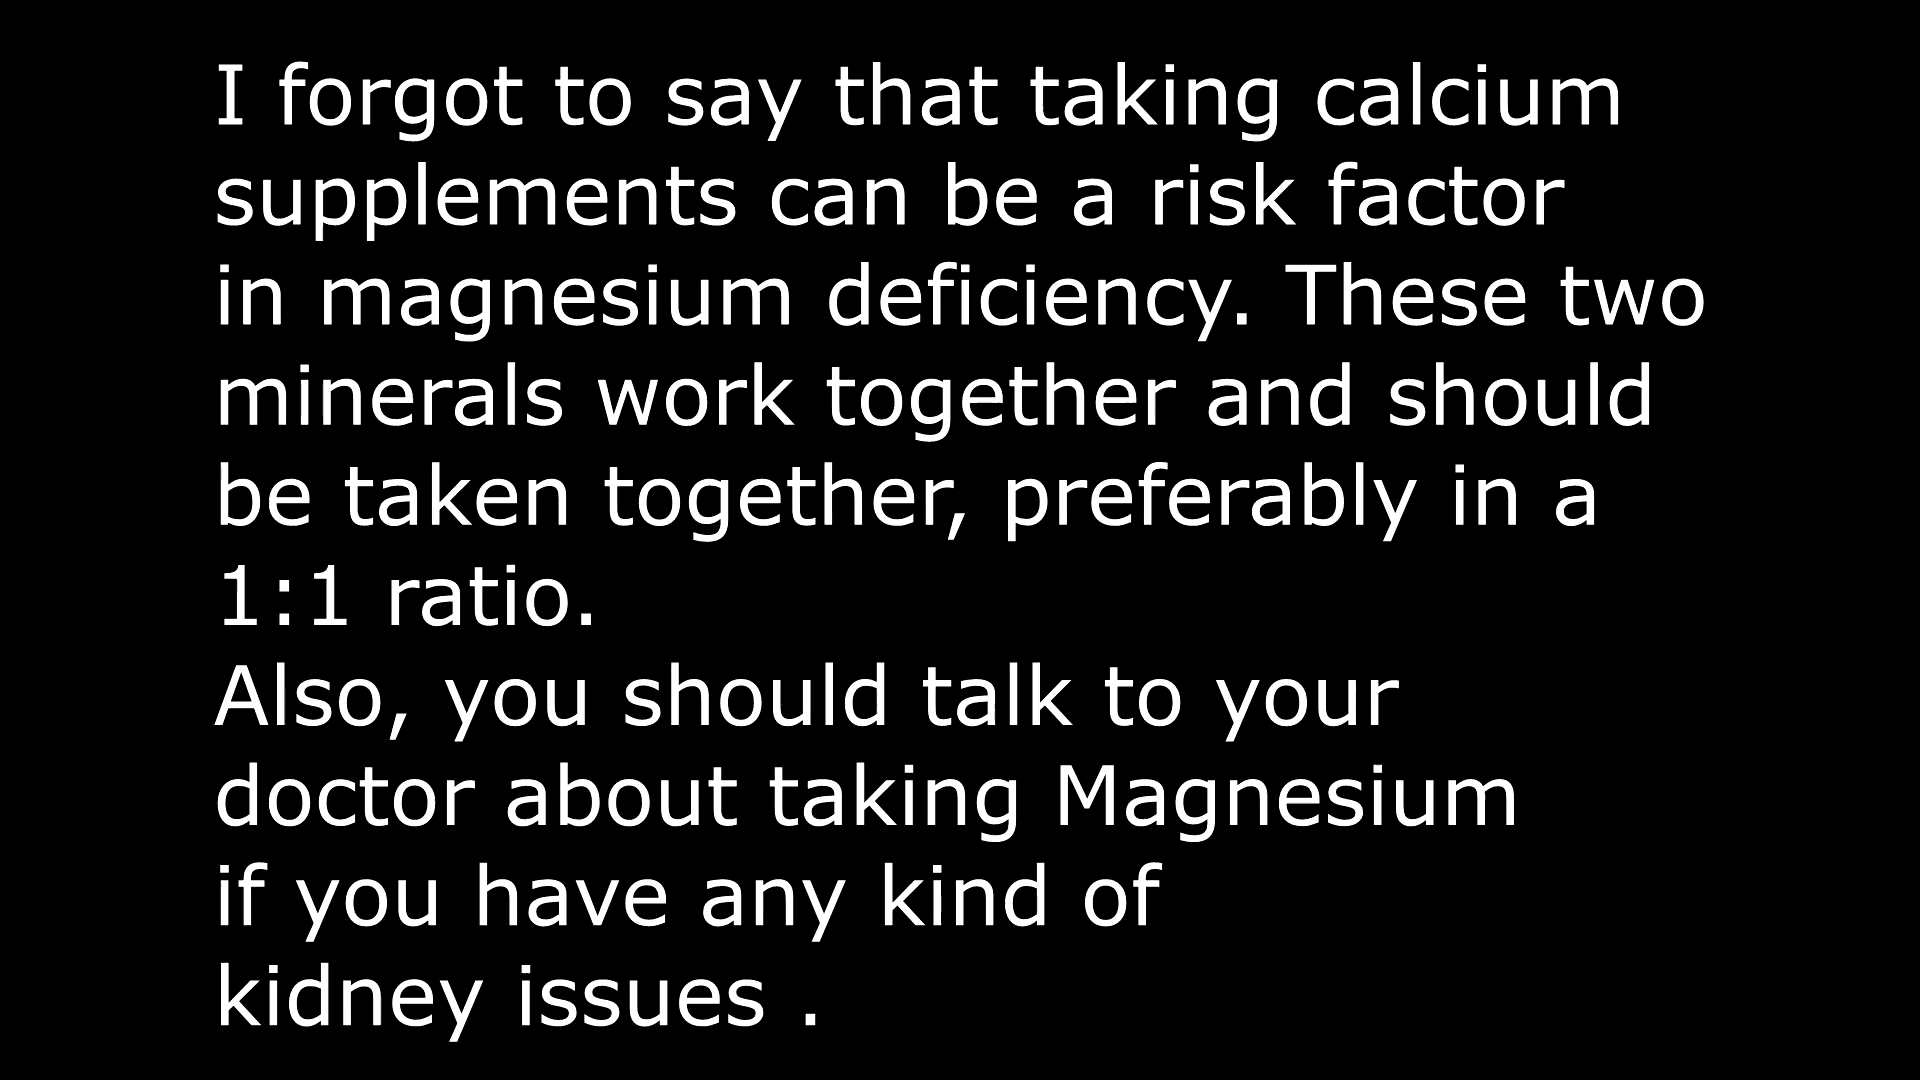 I forgot to say that taking calcium
supplements can be a risk factor
in magnesium deficiency. These two
minerals work together and should
be taken together, preferably in a
1:1 ratio.
Also, you should talk to your
doctor about taking Magnesium
if you have any kind of
kidney issues .